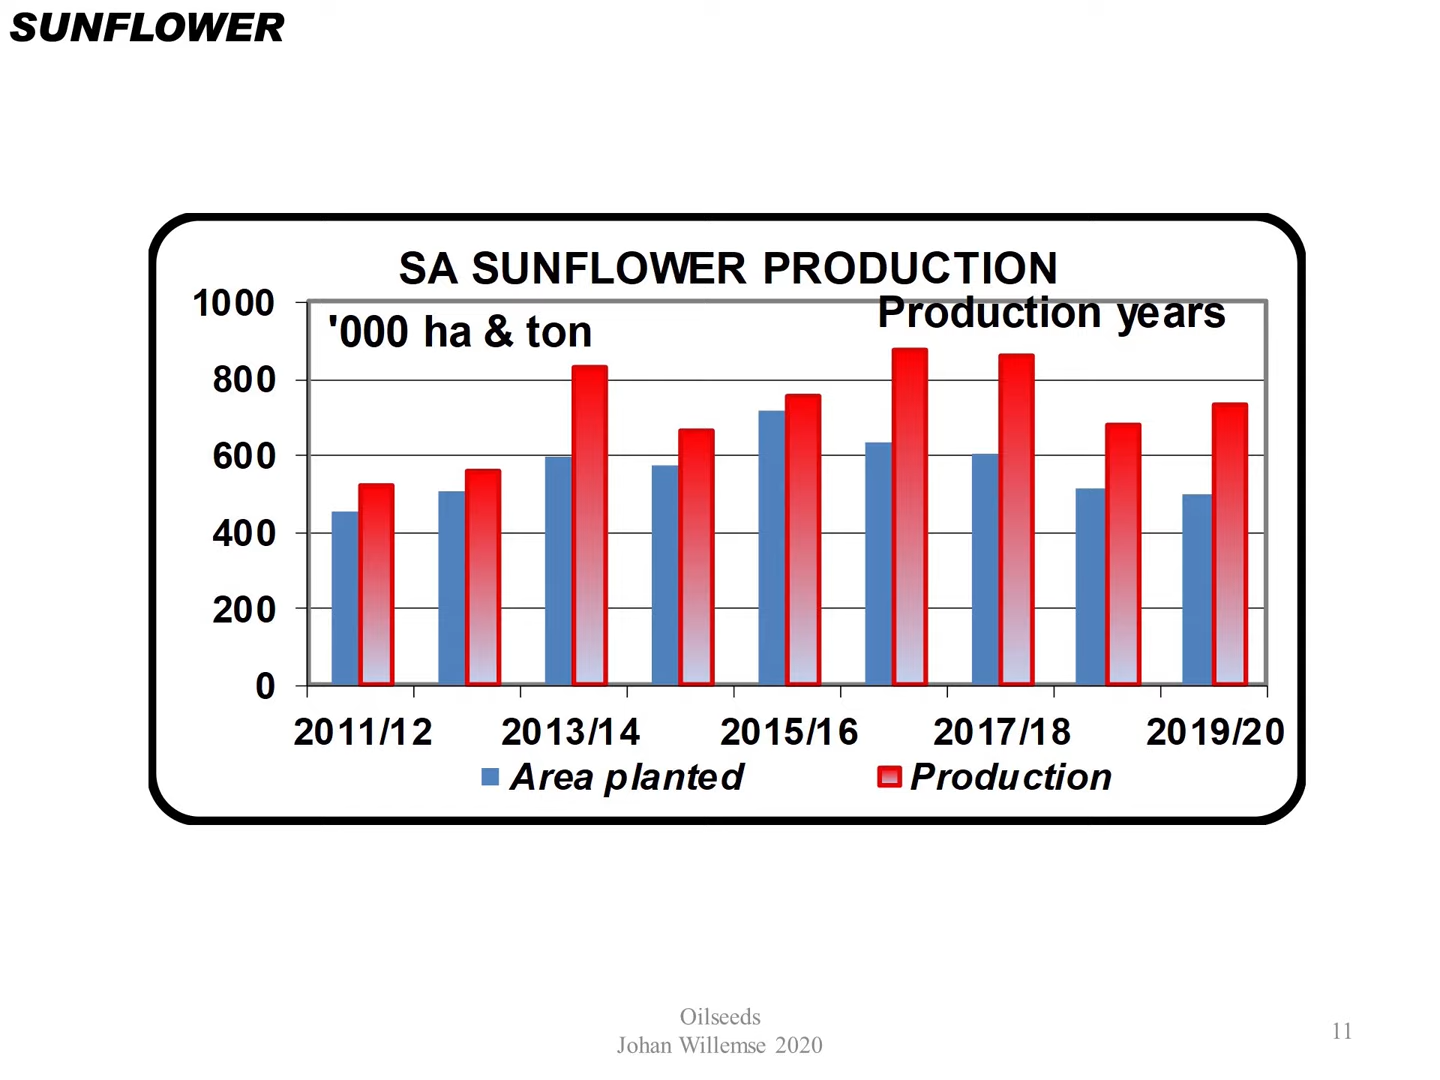 SUNFLOWER
SA SUNFLOWER PRODUCTION
'000 ha & ton
Production years
1000
800
600
400
200
0
2011/12 2013/14 2015/16 2017/18 2019/20
Area planted Production
Oilseeds
Johan Willemse 2020
11